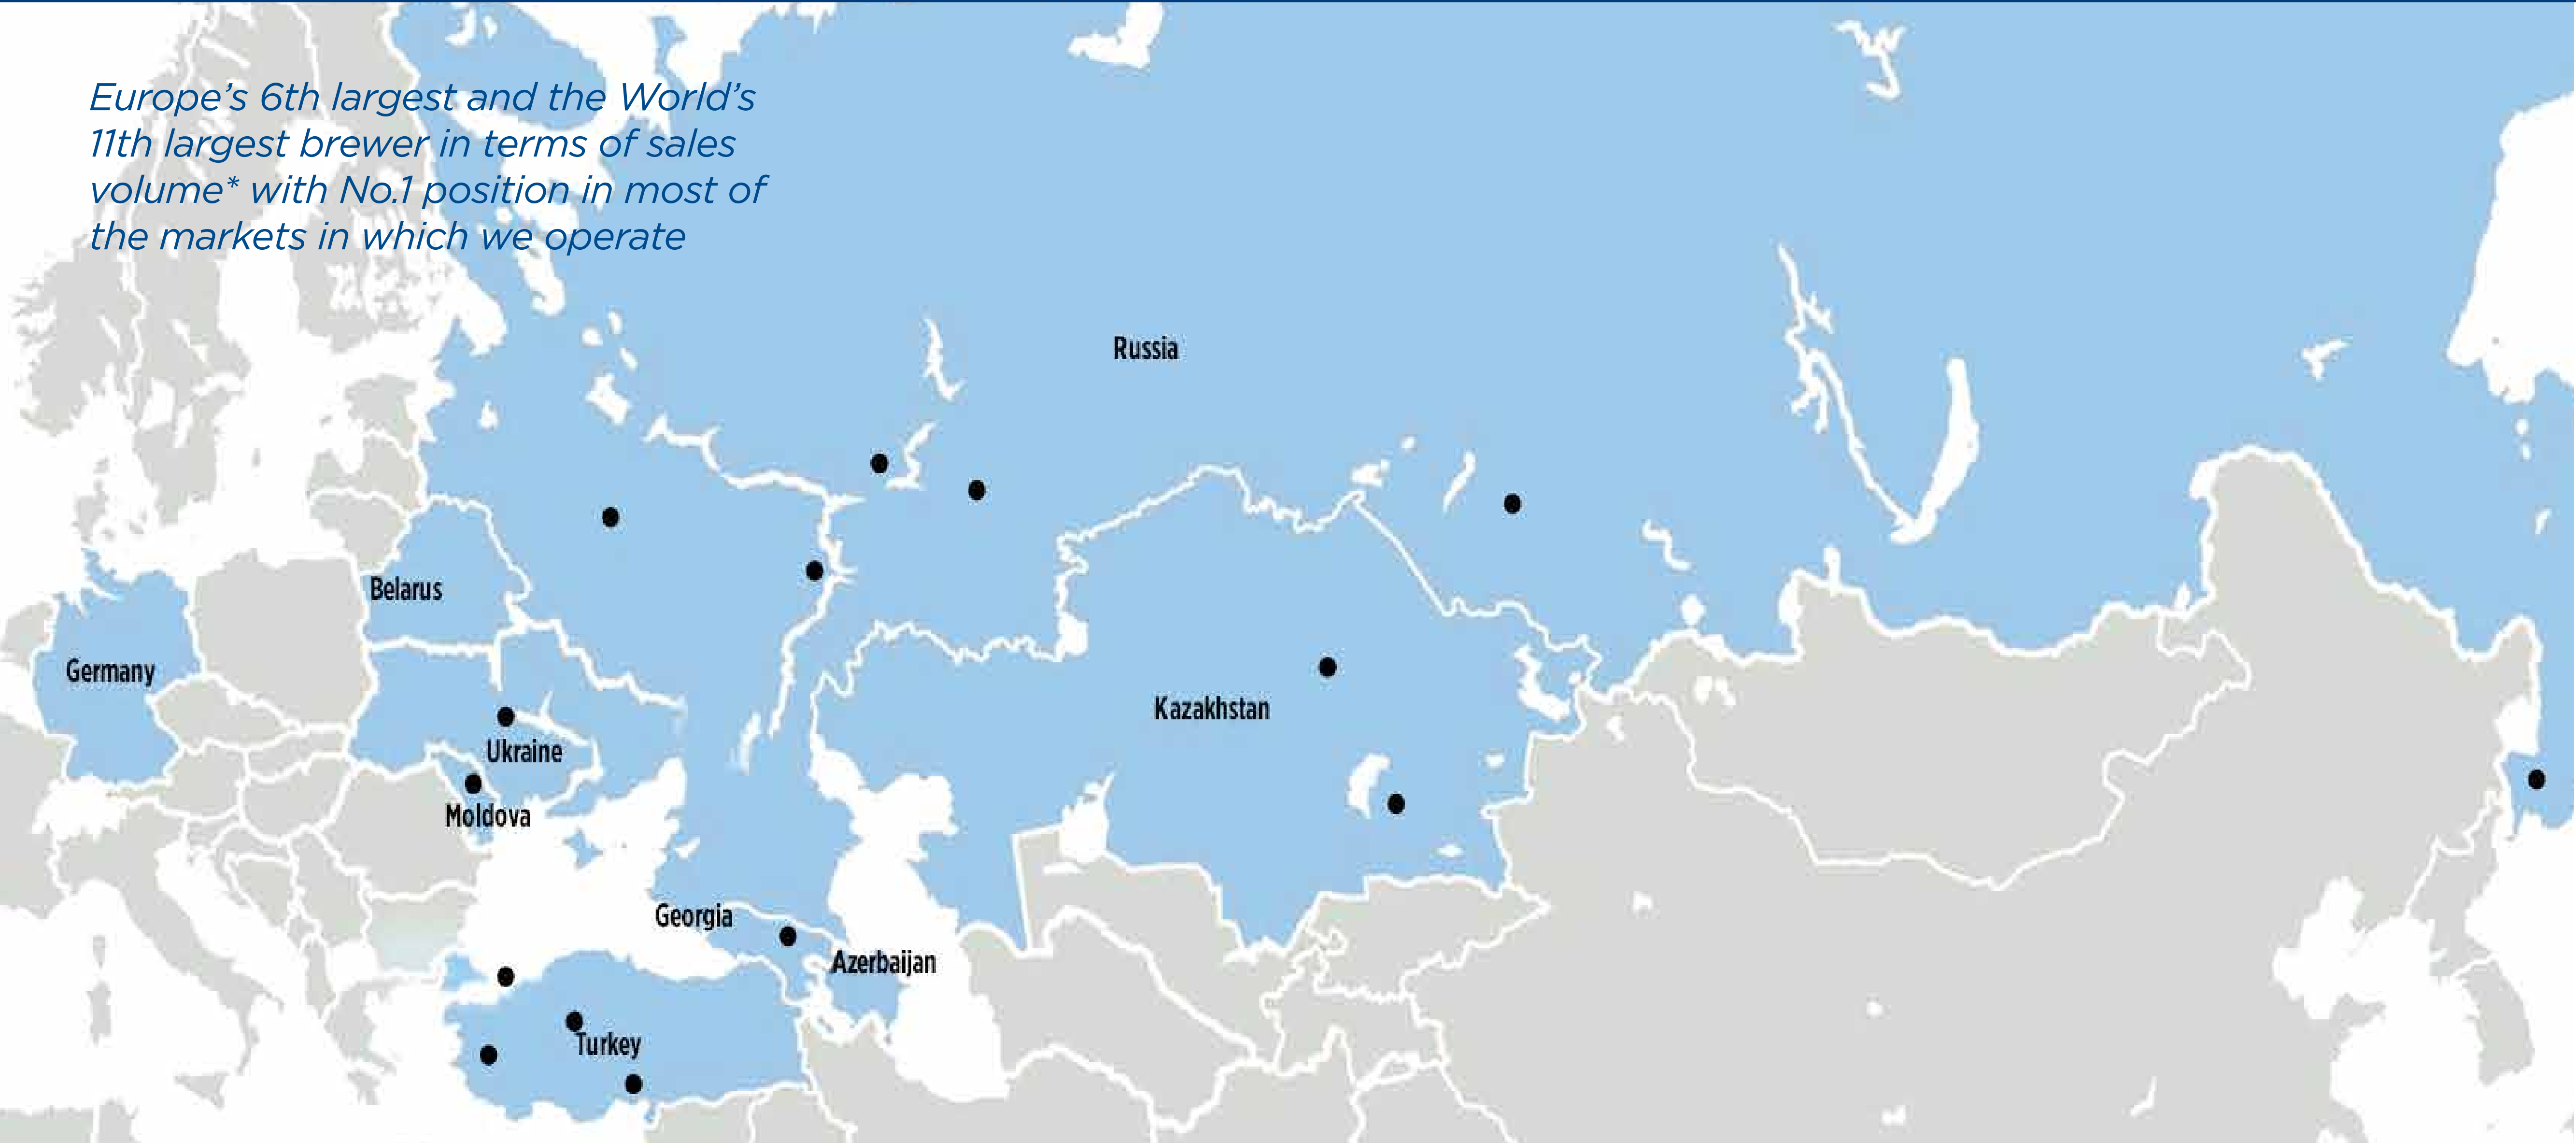 Europe’s 6th largest and the World’s
11th largest brewer in terms of sales
volume* with No.1 position in most of
the markets in which we operate
Russia
Belarus
Germany
Kazakhstan
Ukraine
Moldova
Georgia
Azerbaijan
Turkey